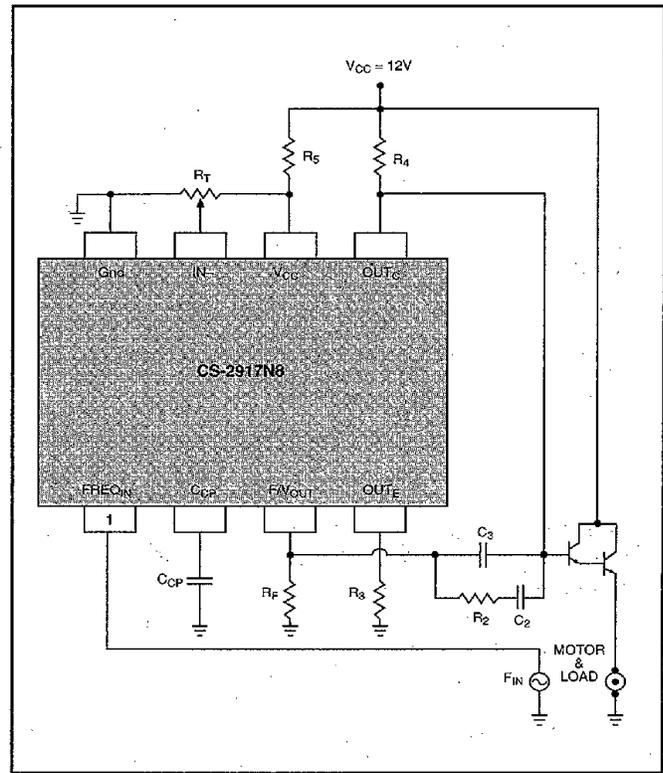 V_CC = 12V
R_5
R_4
R_T
Gnd
IN–
V_CC
OUT_C
CS-2917N8
FREQ_IN
C_CP
F/V_OUT
OUT_E
1
C_3
C_CP
R_F
R_3
R_2
C_2
MOTOR
&
LOAD
F_IN